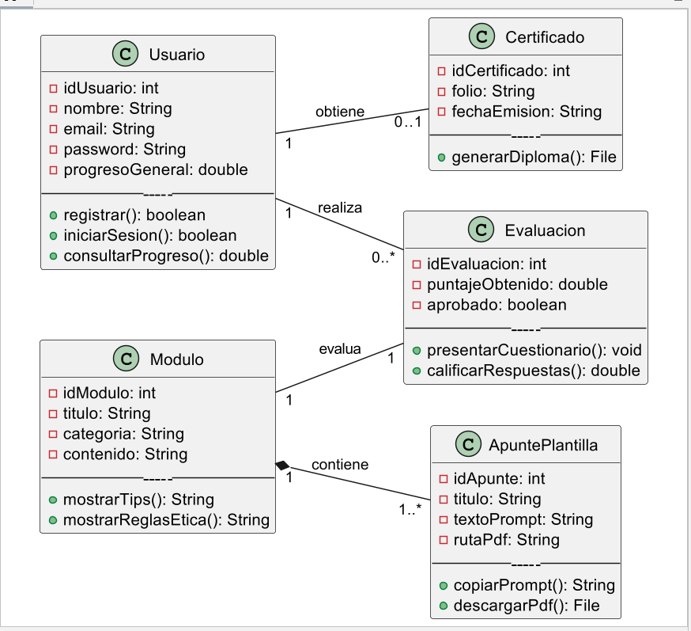 C Usuario
idUsuario: int
nombre: String
email: String
password: String
progresoGeneral: double
registrar(): boolean
iniciarSesion(): boolean
consultarProgreso(): double
obtiene
1
0..1
C Certificado
idCertificado: int
folio: String
fechaEmision: String
generarDiploma(): File
realiza
1
0..*
C Evaluacion
idEvaluacion: int
puntajeObtenido: double
aprobado: boolean
presentarCuestionario(): void
calificarRespuestas(): double
C Modulo
idModulo: int
titulo: String
categoria: String
contenido: String
mostrarTips(): String
mostrarReglasEtica(): String
evalua
1
1
contiene
1
1..*
C ApuntePlantilla
idApunte: int
titulo: String
textoPrompt: String
rutaPdf: String
copiarPrompt(): String
descargarPdf(): File